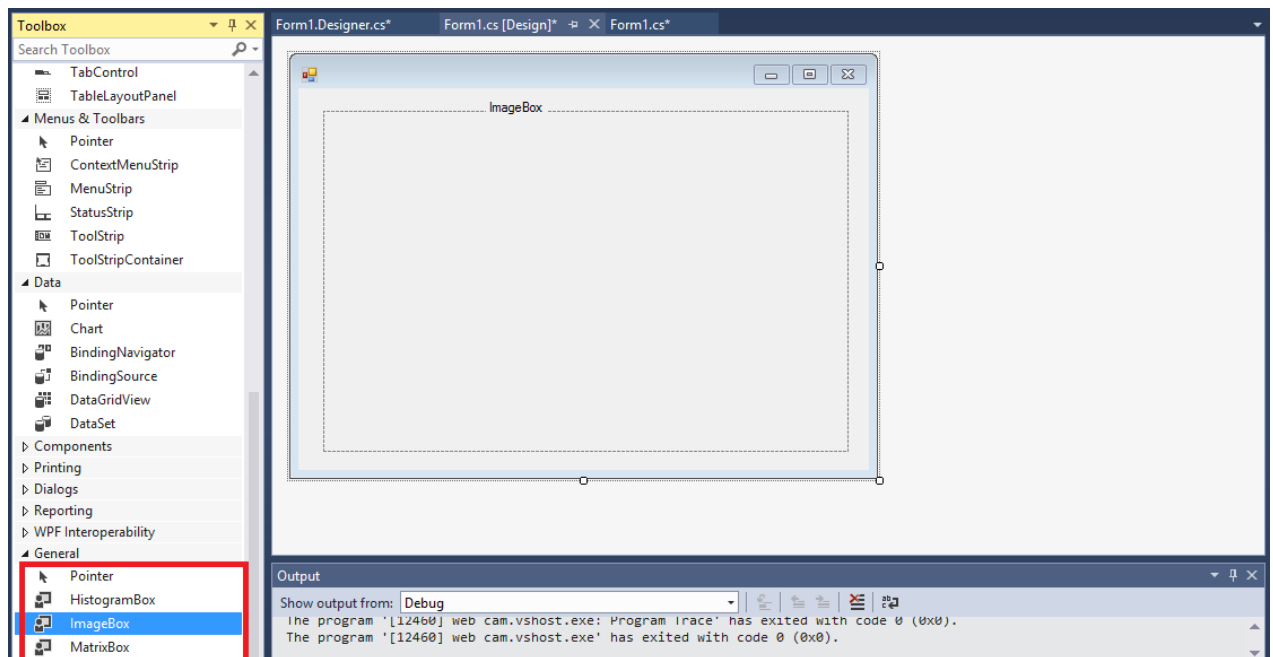 Toolbox
Search Toolbox
TabControl
TableLayoutPanel
Menus & Toolbars
Pointer
ContextMenuStrip
MenuStrip
StatusStrip
ToolStrip
ToolStripContainer
Data
Pointer
Chart
BindingNavigator
BindingSource
DataGridView
DataSet
Components
Printing
Dialogs
Reporting
WPF Interoperability
General
Pointer
HistogramBox
ImageBox
MatrixBox
Form1.Designer.cs*
Form1.cs [Design]*
Form1.cs*
ImageBox
Output
Show output from: Debug
The program '[12460] web cam.vshost.exe: Program Trace' has exited with code 0 (0x0).
The program '[12460] web cam.vshost.exe' has exited with code 0 (0x0).